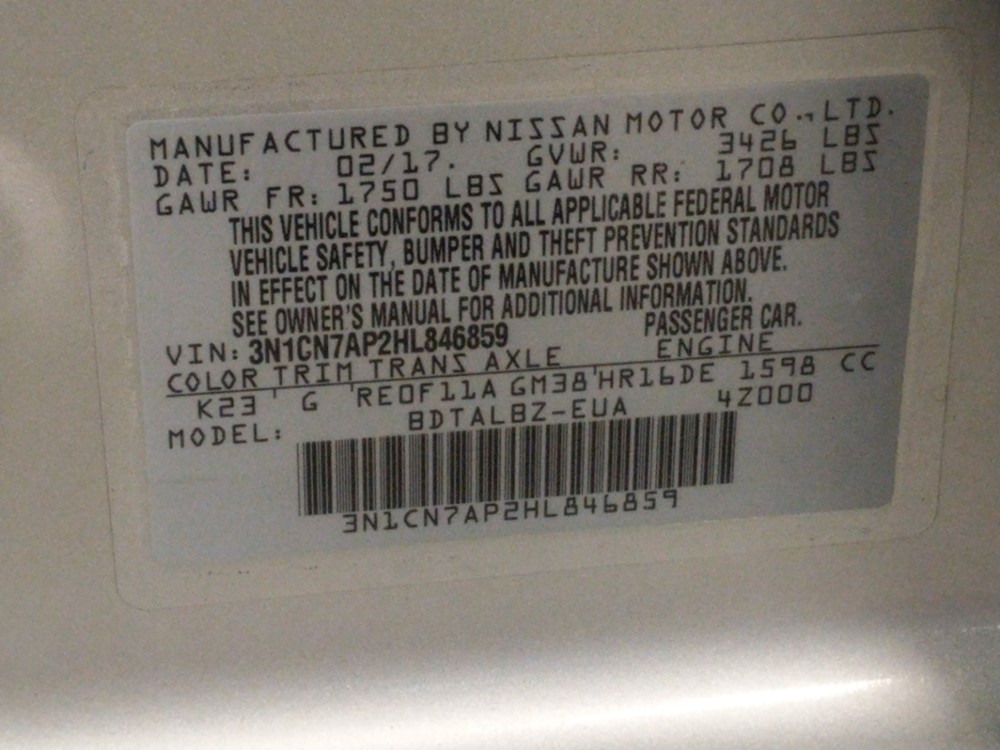 MANUFACTURED BY NISSAN MOTOR CO., LTD.
DATE: 02/17. GVWR: 3426 LBS
GAWR FR: 1750 LBS GAWR RR: 1708 LBS
THIS VEHICLE CONFORMS TO ALL APPLICABLE FEDERAL MOTOR
VEHICLE SAFETY, BUMPER AND THEFT PREVENTION STANDARDS
IN EFFECT ON THE DATE OF MANUFACTURE SHOWN ABOVE.
SEE OWNER'S MANUAL FOR ADDITIONAL INFORMATION.
VIN: 3N1CN7AP2HL846859 PASSENGER CAR.
COLOR TRIM TRANS AXLE ENGINE
K23 ' G 'RE0F11A GM38'HR16DE 1598 CC
MODEL: BDTALBZ-EUA 4Z000
3N1CN7AP2HL846859